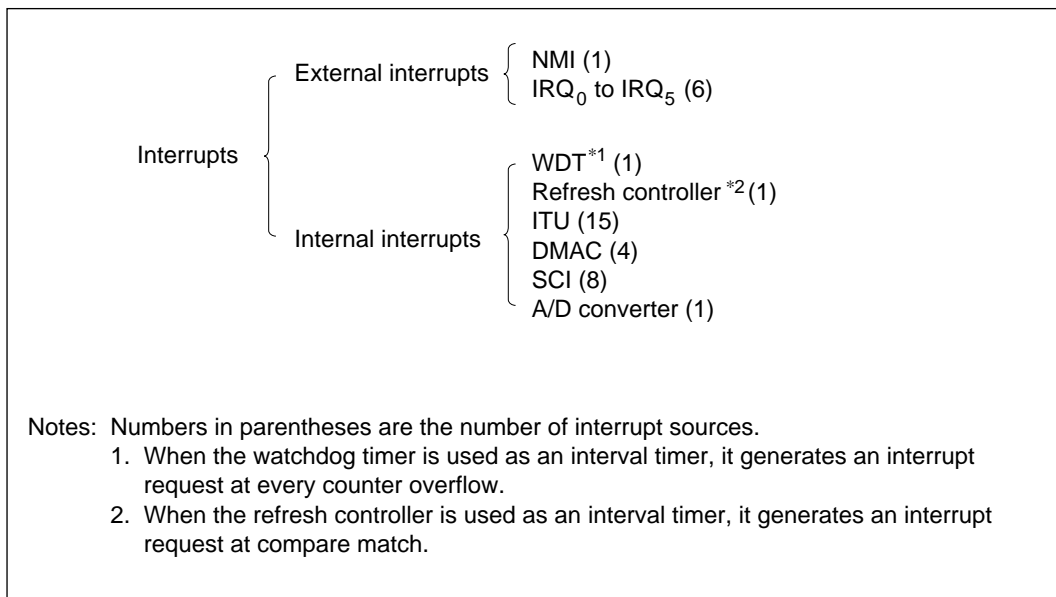 External interrupts
NMI (1)
IRQ0 to IRQ5 (6)
Interrupts
Internal interrupts
WDT*1 (1)
Refresh controller*2 (1)
ITU (15)
DMAC (4)
SCI (8)
A/D converter (1)
Notes: Numbers in parentheses are the number of interrupt sources.
1. When the watchdog timer is used as an interval timer, it generates an interrupt
request at every counter overflow.
2. When the refresh controller is used as an interval timer, it generates an interrupt
request at compare match.